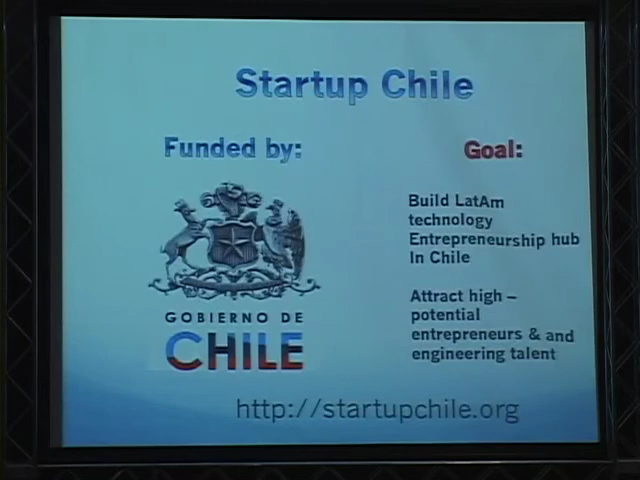 Startup Chile
Funded by:
GOBIERNO DE
CHILE
Goal:
Build LatAm
technology
Entrepreneurship hub
In Chile
Attract high –
potential
entrepreneurs & and
engineering talent
http://startupchile.org